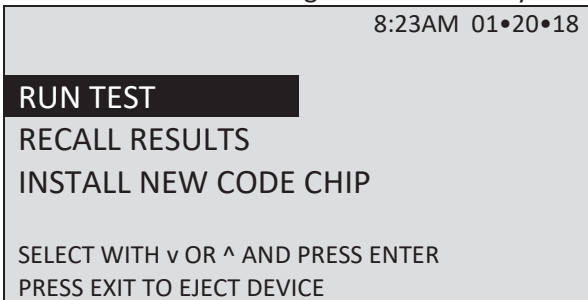 8:23AM 01•20•18
RUN TEST
RECALL RESULTS
INSTALL NEW CODE CHIP
SELECT WITH v OR ^ AND PRESS ENTER
PRESS EXIT TO EJECT DEVICE